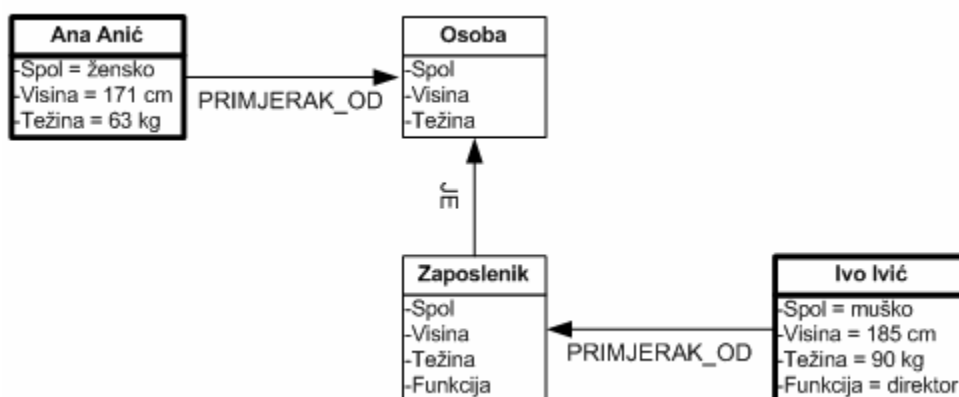 Ana Anić
-Spol = žensko
-Visina = 171 cm
-Težina = 63 kg
PRIMJERAK_OD
Osoba
-Spol
-Visina
-Težina
JE
Zaposlenik
-Spol
-Visina
-Težina
-Funkcija
PRIMJERAK_OD
Ivo Ivić
-Spol = muško
-Visina = 185 cm
-Težina = 90 kg
-Funkcija = direktor